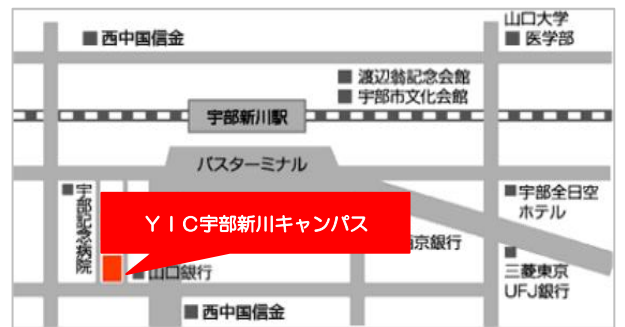 山口大学
医学部
西中国信金
渡辺翁記念会館
宇部市文化会館
宇部新川駅
バスターミナル
宇部記念病院
YIC宇部新川キャンパス
宇部全日空
ホテル
京銀行
山口銀行
三菱東京
UFJ銀行
西中国信金